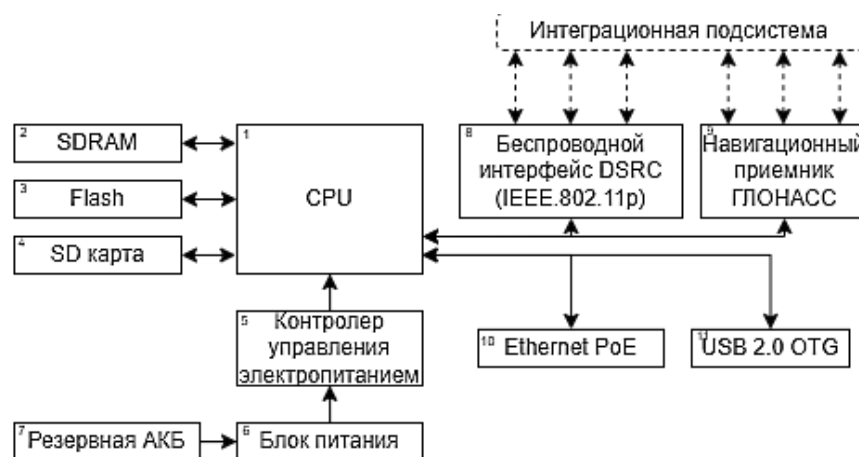 Интеграционная подсистема
2
SDRAM
3
Flash
4
SD карта
1
CPU
8
Беспроводной
интерфейс DSRC
(IEEE.802.11p)
9
Навигационный
приемник
ГЛОНАСС
5
Контролер
управления
электропитанием
10
Ethernet PoE
11
USB 2.0 OTG
7
Резервная АКБ
6
Блок питания